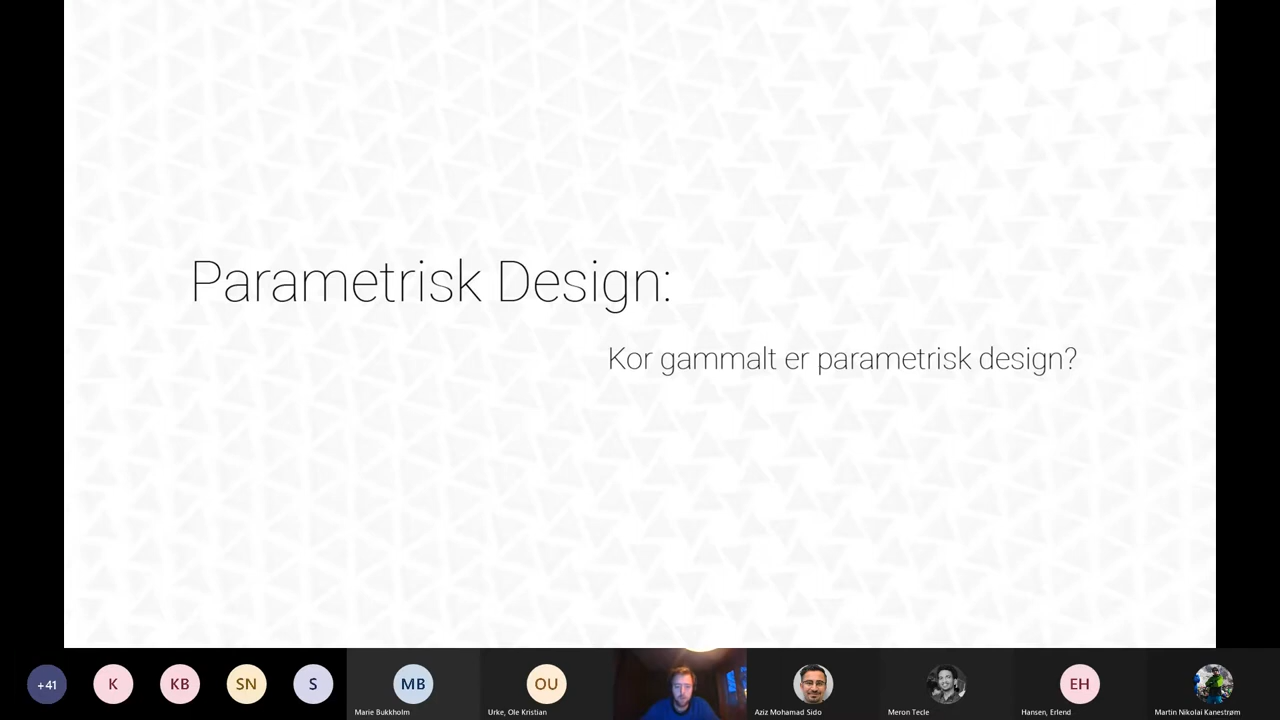 Parametrisk Design:
Kor gammalt er parametrisk design?
+41
K
KB
SN
S
MB
Marie Bukkholm
OU
Urke, Ole Kristian
Aziz Mohamad Sido
Meron Tecle
EH
Hansen, Erlend
Martin Nikolai Kanestrøm